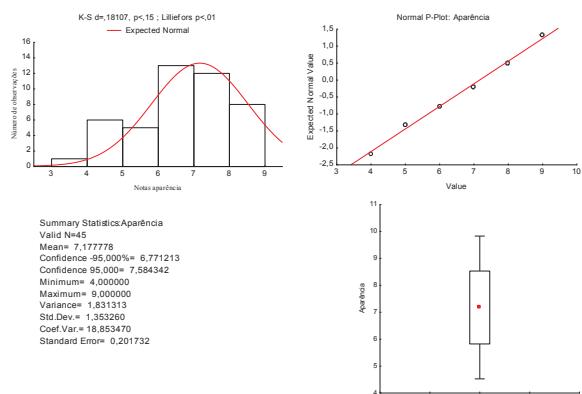 K-S d=,18107, p<,15 ; Lilliefors p<,01
Expected Normal
16
14
12
10
8
6
4
2
0
Número de observações
3 4 5 6 7 8 9
Notas aparência
Normal P-Plot: Aparência
1,5
1,0
0,5
0,0
-0,5
-1,0
-1,5
-2,0
-2,5
Expected Normal Value
3 4 5 6 7 8 9 10
Value
Summary Statistics:Aparência
Valid N=45
Mean= 7,177778
Confidence -95,000%= 6,771213
Confidence 95,000= 7,584342
Minimum= 4,000000
Maximum= 9,000000
Variance= 1,831313
Std.Dev.= 1,353260
Coef.Var.= 18,853470
Standard Error= 0,201732
11
10
9
8
7
6
5
4
Aparência